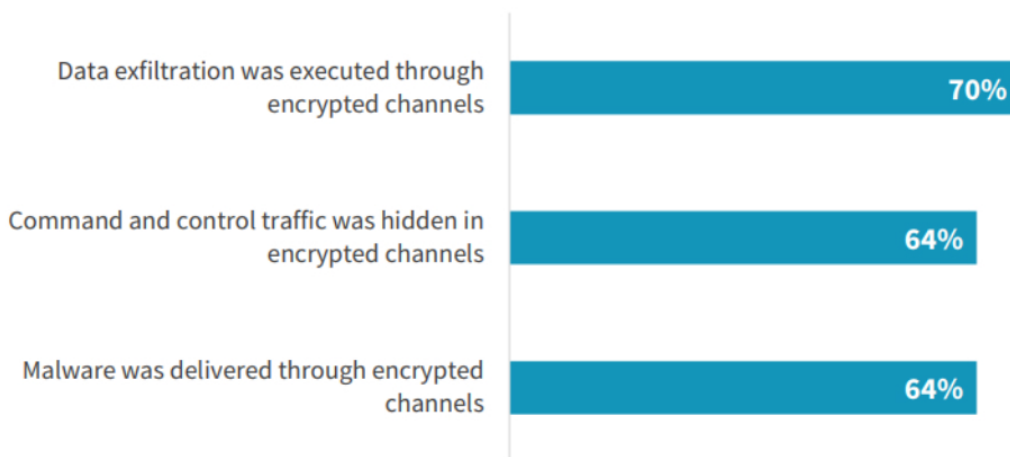 Data exfiltration was executed through
encrypted channels
70%
Command and control traffic was hidden in
encrypted channels
64%
Malware was delivered through encrypted
channels
64%